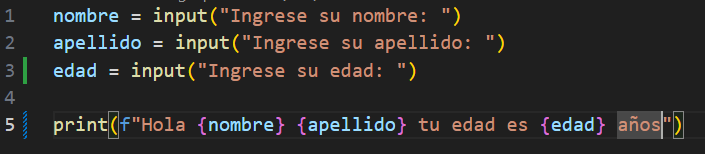 1 nombre = input("Ingrese su nombre: ")
2 apellido = input("Ingrese su apellido: ")
3 edad = input("Ingrese su edad: ")
4
5 print(f"Hola {nombre} {apellido} tu edad es {edad} años")